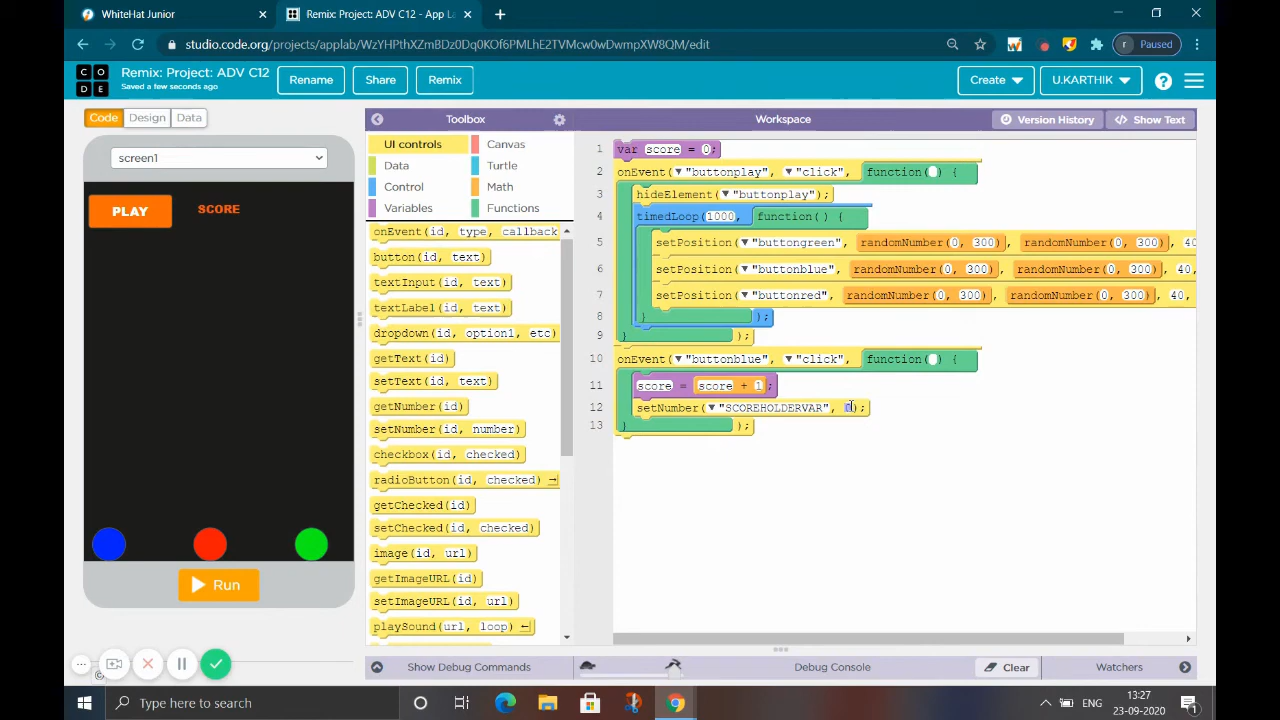 WhiteHat Junior
Remix: Project: ADV C12 - App La
studio.code.org/projects/applab/WzYHPthXZmBDz0Dq0KOf6PMLhE2TVMcw0wDwmpXW8QM/edit
r Paused
CODE
Remix: Project: ADV C12
Saved a few seconds ago
Rename
Share
Remix
Create
U.KARTHIK
?
Code
Design
Data
Toolbox
Workspace
Version History
</> Show Text
screen1
PLAY
SCORE
Run
UI controls
Canvas
Data
Turtle
Control
Math
Variables
Functions
onEvent(id, type, callback
button(id, text)
textInput(id, text)
textLabel(id, text)
dropdown(id, option1, etc)
getText(id)
setText(id, text)
getNumber(id)
setNumber(id, number)
checkbox(id, checked)
radioButton(id, checked)
getChecked(id)
setChecked(id, checked)
image(id, url)
getImageURL(id)
setImageURL(id, url)
playSound(url, loop)
1 var score = 0;
2 onEvent("buttonplay", "click", function() {
3 hideElement("buttonplay");
4 timedLoop(1000, function() {
5 setPosition("buttongreen", randomNumber(0, 300), randomNumber(0, 300), 40
6 setPosition("buttonblue", randomNumber(0, 300), randomNumber(0, 300), 40,
7 setPosition("buttonred", randomNumber(0, 300), randomNumber(0, 300), 40,
8 } );
9 } );
10 onEvent("buttonblue", "click", function() {
11 score = score + 1;
12 setNumber("SCOREHOLDERVAR", );
13 } );
Show Debug Commands
Debug Console
Clear
Watchers
Type here to search
ENG
13:27
23-09-2020
1